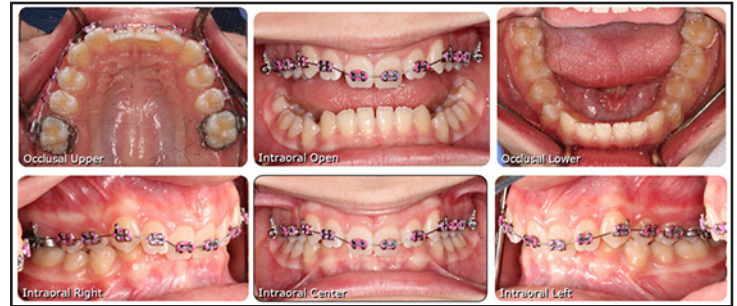 Occlusal Upper
Intraoral Open
Occlusal Lower
Intraoral Right
Intraoral Center
Intraoral Left